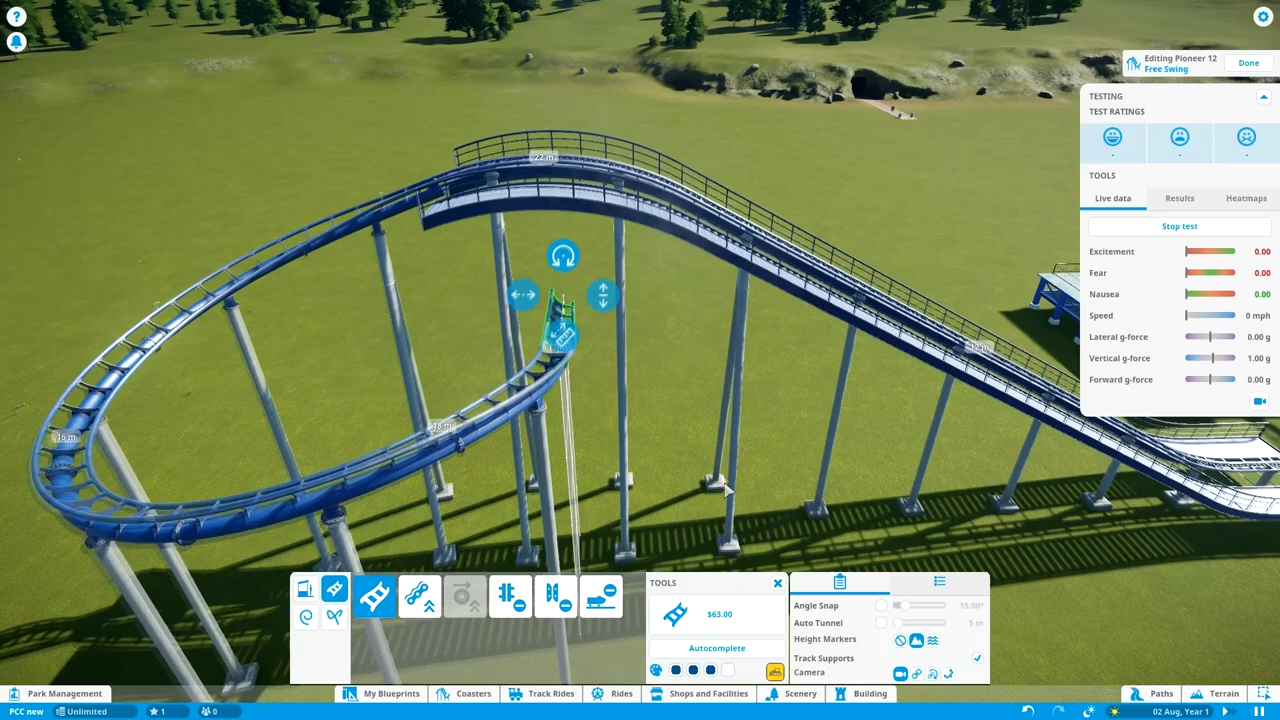 ?
Editing Pioneer 12
Free Swing
Done
TESTING
TEST RATINGS
-
-
-
TOOLS
Live data
Results
Heatmaps
Stop test
Excitement 0.00
Fear 0.00
Nausea 0.00
Speed 0 mph
Lateral g-force 0.00 g
Vertical g-force 1.00 g
Forward g-force 0.00 g
22 m
12 m
18 m
16 m
TOOLS
$63.00
Autocomplete
Angle Snap 15.00°
Auto Tunnel 5 m
Height Markers
Track Supports
Camera
Park Management
My Blueprints
Coasters
Track Rides
Rides
Shops and Facilities
Scenery
Building
Paths
Terrain
PCC new
Unlimited
1
0
02 Aug, Year 1